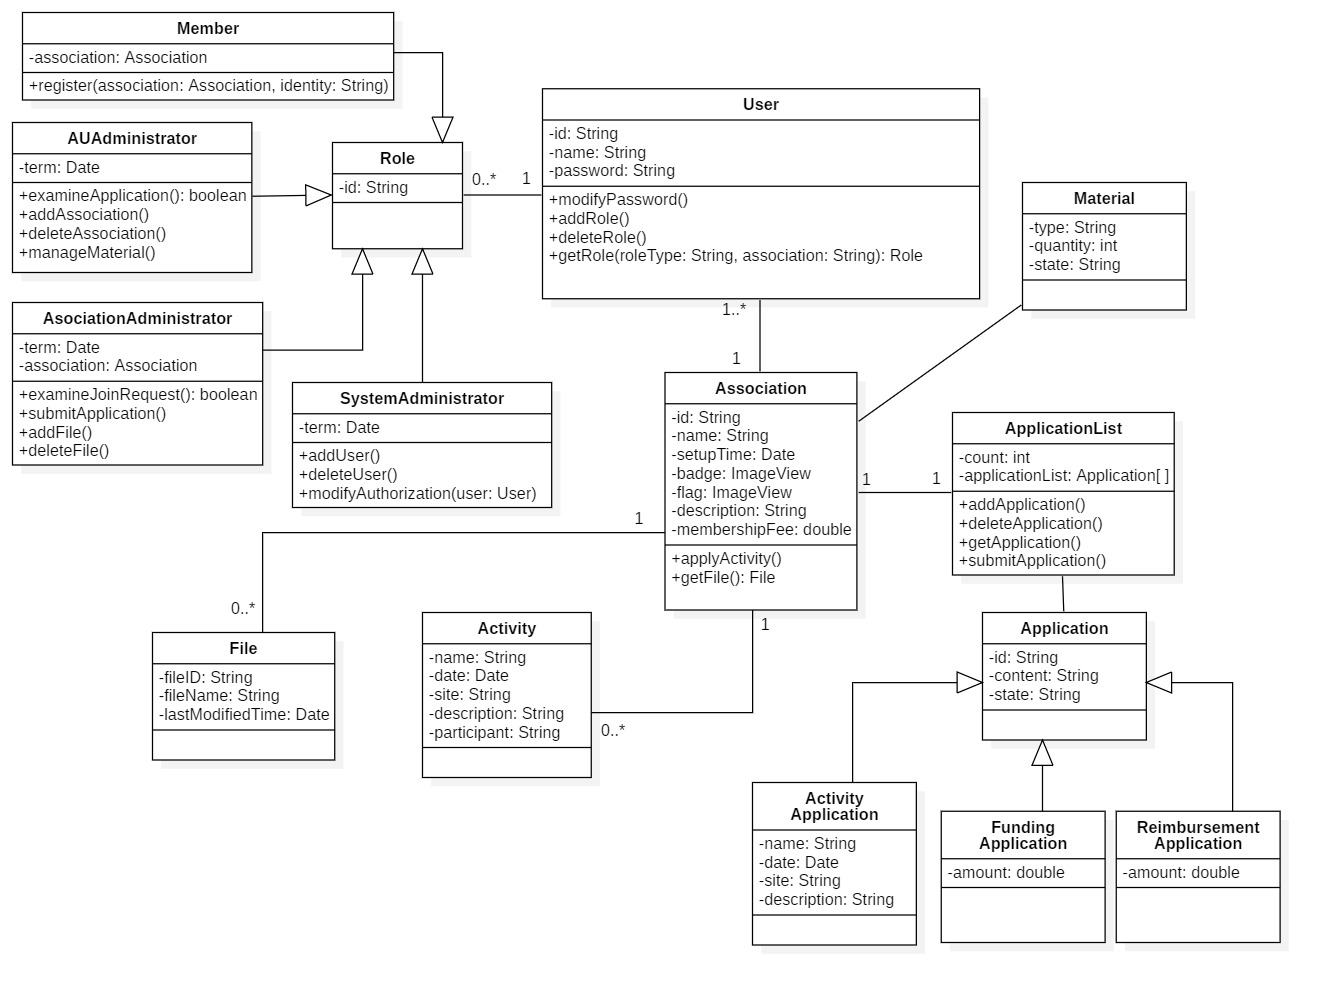 Member
-association: Association
+register(association: Association, identity: String)
AUAdministrator
-term: Date
+examineApplication(): boolean
+addAssociation()
+deleteAssociation()
+manageMaterial()
Role
-id: String
0..*
1
User
-id: String
-name: String
-password: String
+modifyPassword()
+addRole()
+deleteRole()
+getRole(roleType: String, association: String): Role
Material
-type: String
-quantity: int
-state: String
AsociationAdministrator
-term: Date
-association: Association
+examineJoinRequest(): boolean
+submitApplication()
+addFile()
+deleteFile()
SystemAdministrator
-term: Date
+addUser()
+deleteUser()
+modifyAuthorization(user: User)
1..*
1
Association
-id: String
-name: String
-setupTime: Date
-badge: ImageView
-flag: ImageView
-description: String
-membershipFee: double
+applyActivity()
+getFile(): File
1
1
ApplicationList
-count: int
-applicationList: Application[ ]
+addApplication()
+deleteApplication()
+getApplication()
+submitApplication()
1
0..*
File
-fileID: String
-fileName: String
-lastModifiedTime: Date
Activity
-name: String
-date: Date
-site: String
-description: String
-participant: String
1
0..*
Application
-id: String
-content: String
-state: String
Activity
Application
-name: String
-date: Date
-site: String
-description: String
Funding
Application
-amount: double
Reimbursement
Application
-amount: double